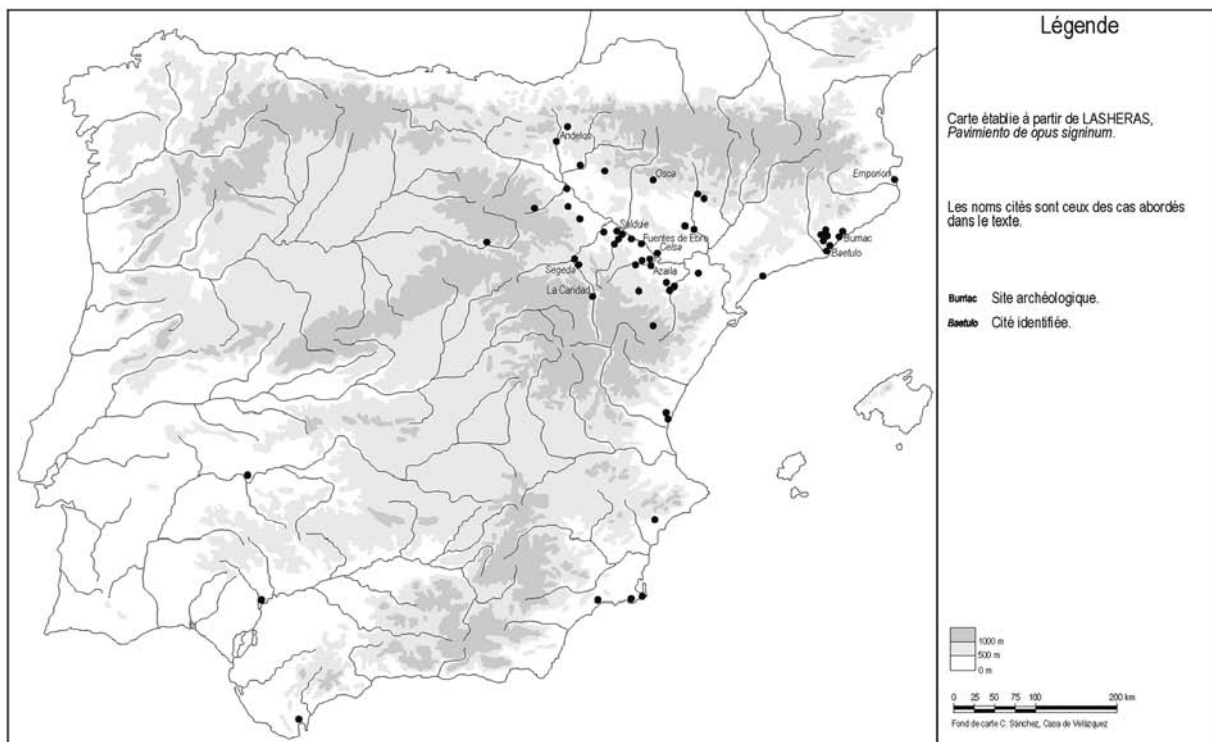 Andelos
Osca
Emporion
Salduie
Fuentes de Ebro
Celsa
Burriac
Baetulo
Segeda
Azaila
La Caridad
Légende
Carte établie à partir de LASHERAS,
Pavimiento de opus signinum.
Les noms cités sont ceux des cas abordés
dans le texte.
Burriac Site archéologique.
Baetulo Cité identifiée.
1000 m
500 m
0 m
0 25 50 75 100 200 km
Fond de carte C. Sánchez, Casa de Velázquez